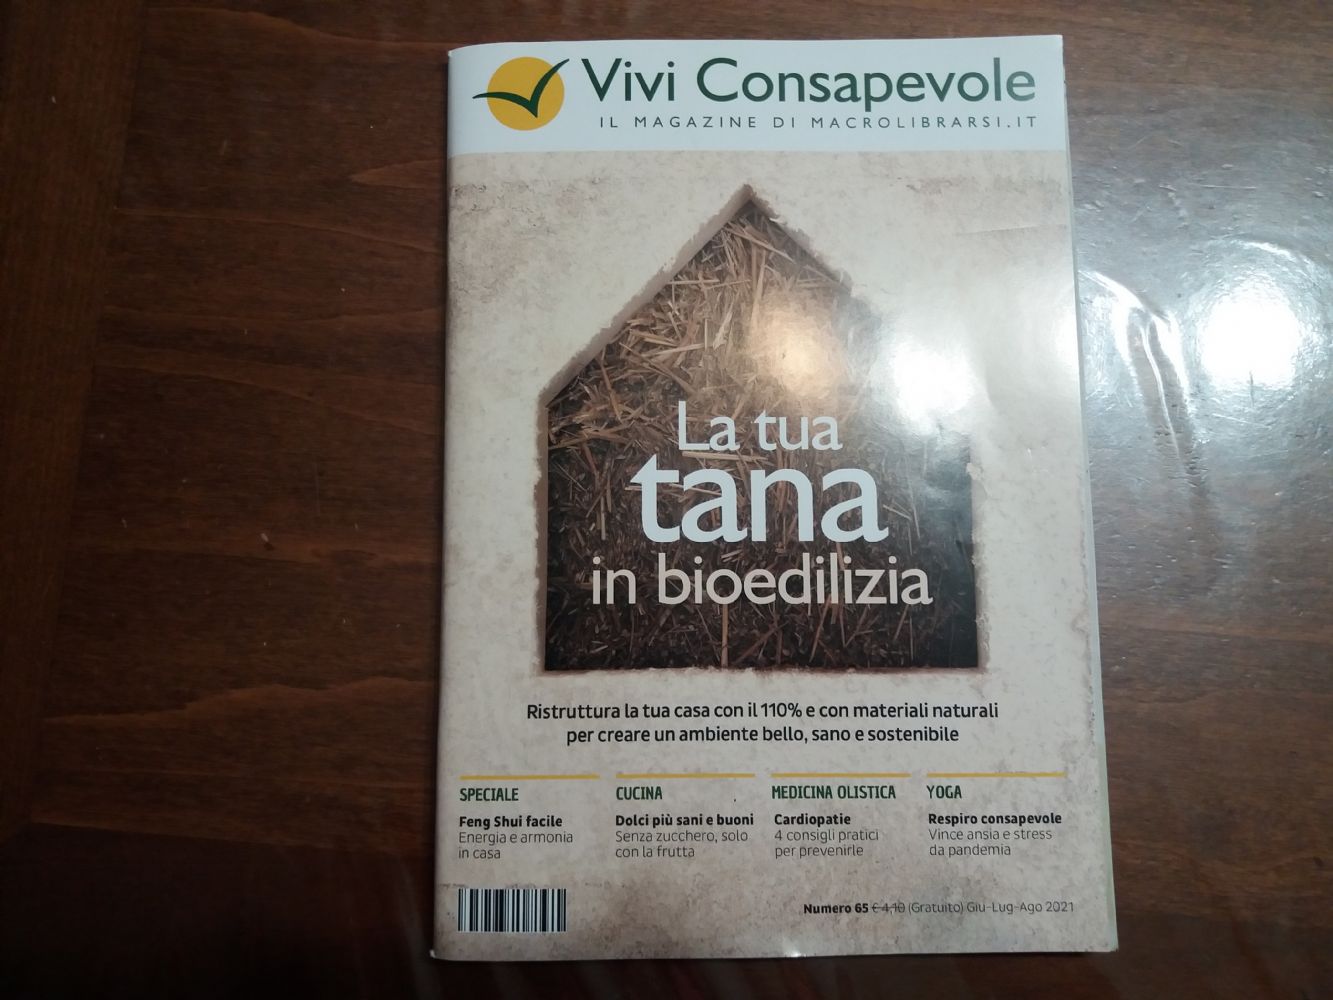 Vivi Consapevole
IL MAGAZINE DI MACROLIBRARSI.IT
La tua
tana
in bioedilizia
Ristruttura la tua casa con il 110% e con materiali naturali
per creare un ambiente bello, sano e sostenibile
SPECIALE
Feng Shui facile
Energia e armonia
in casa
CUCINA
Dolci più sani e buoni
Senza zucchero, solo
con la frutta
MEDICINA OLISTICA
Cardiopatie
4 consigli pratici
per prevenirle
YOGA
Respiro consapevole
Vince ansia e stress
da pandemia
Numero 65 € 4,10 (Gratuito) Giu-Lug-Ago 2021